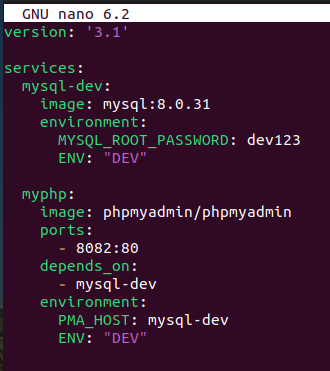 GNU nano 6.2
version: '3.1'
services:
  mysql-dev:
    image: mysql:8.0.31
    environment:
      MYSQL_ROOT_PASSWORD: dev123
      ENV: "DEV"
  myphp:
    image: phpmyadmin/phpmyadmin
    ports:
      - 8082:80
    depends_on:
      - mysql-dev
    environment:
      PMA_HOST: mysql-dev
      ENV: "DEV"